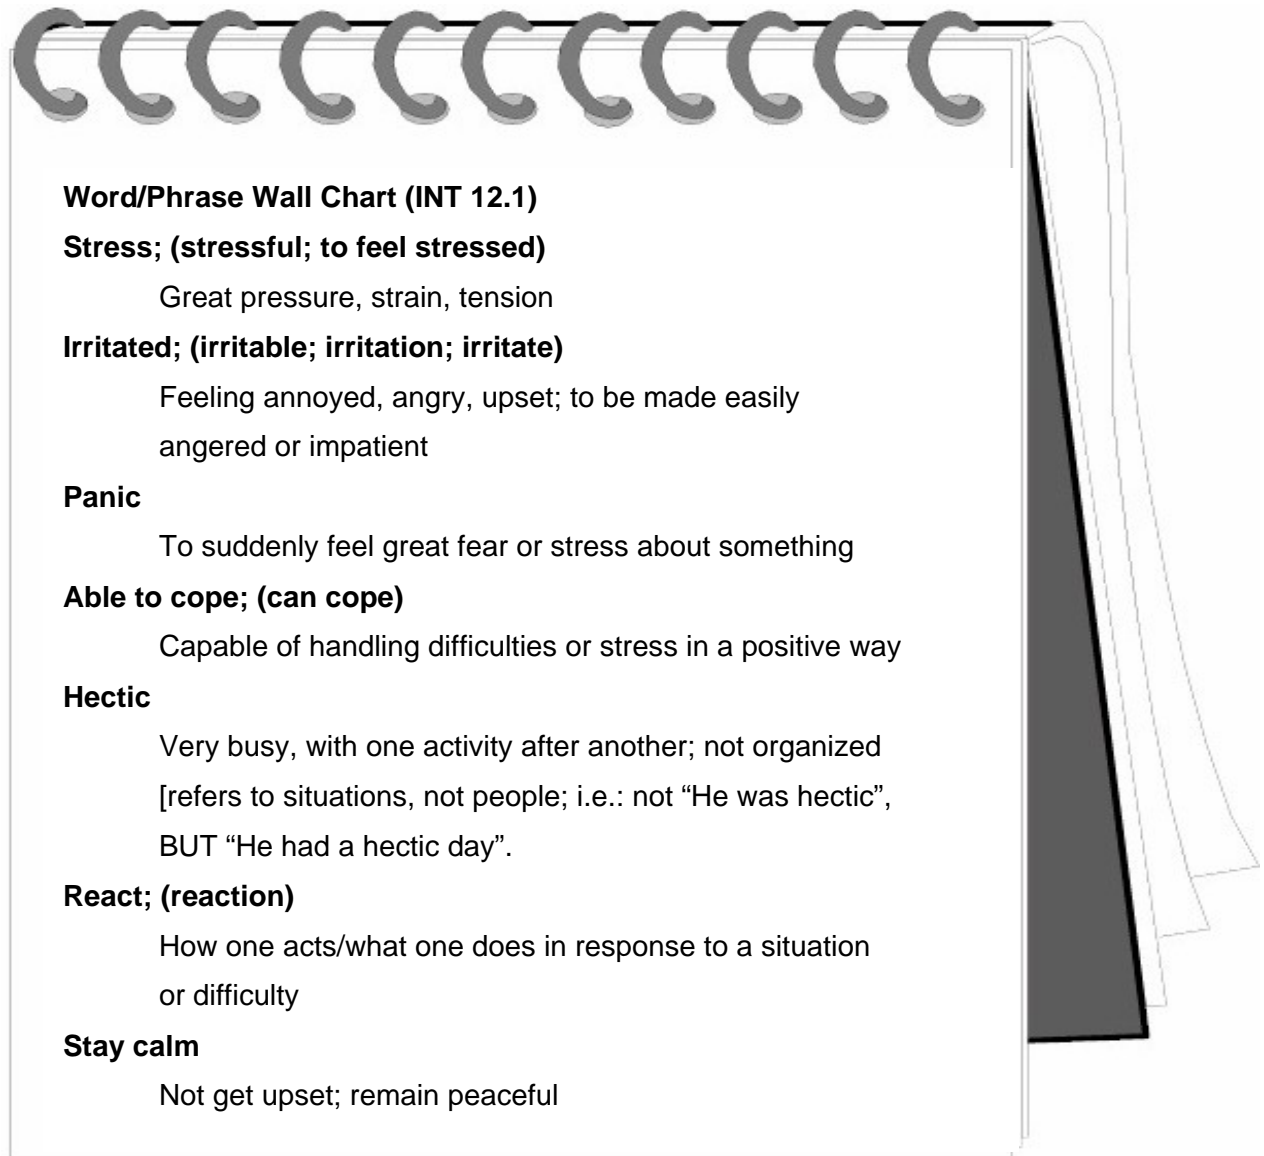 Word/Phrase Wall Chart (INT 12.1)
Stress; (stressful; to feel stressed)
Great pressure, strain, tension
Irritated; (irritable; irritation; irritate)
Feeling annoyed, angry, upset; to be made easily
angered or impatient
Panic
To suddenly feel great fear or stress about something
Able to cope; (can cope)
Capable of handling difficulties or stress in a positive way
Hectic
Very busy, with one activity after another; not organized
[refers to situations, not people; i.e.: not “He was hectic”,
BUT “He had a hectic day”.
React; (reaction)
How one acts/what one does in response to a situation
or difficulty
Stay calm
Not get upset; remain peaceful